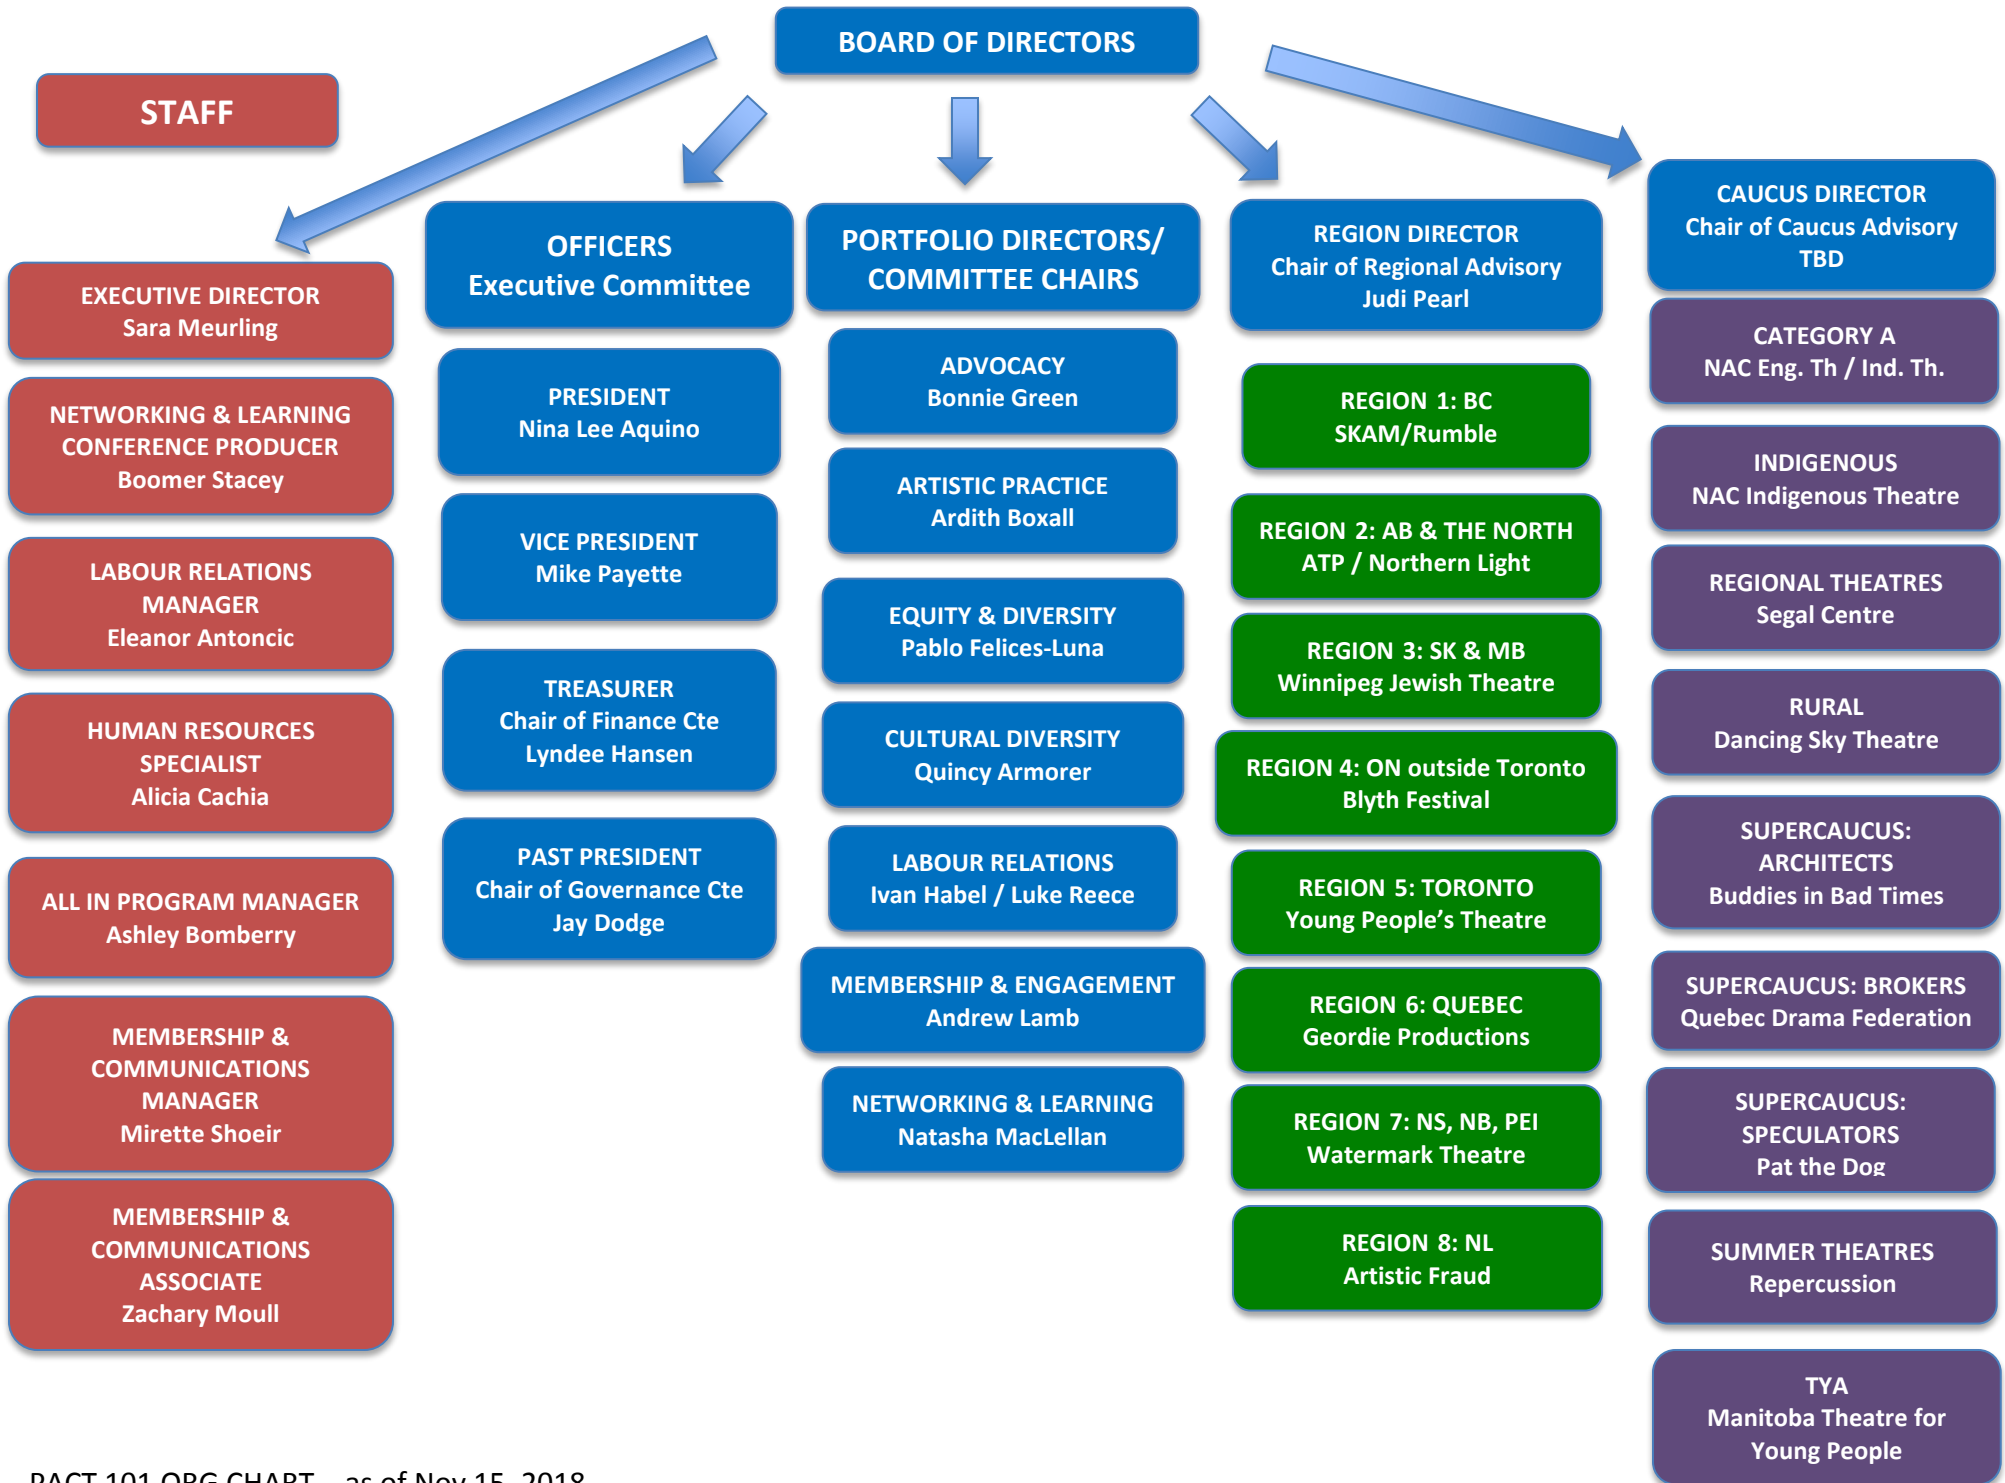 BOARD OF DIRECTORS
STAFF
EXECUTIVE DIRECTOR
Sara Meurling
NETWORKING & LEARNING
CONFERENCE PRODUCER
Boomer Stacey
LABOUR RELATIONS
MANAGER
Eleanor Antoncic
HUMAN RESOURCES
SPECIALIST
Alicia Cachia
ALL IN PROGRAM MANAGER
Ashley Bomberry
MEMBERSHIP &
COMMUNICATIONS
MANAGER
Mirette Shoeir
MEMBERSHIP &
COMMUNICATIONS
ASSOCIATE
Zachary Moull
OFFICERS
Executive Committee
PRESIDENT
Nina Lee Aquino
VICE PRESIDENT
Mike Payette
TREASURER
Chair of Finance Cte
Lyndee Hansen
PAST PRESIDENT
Chair of Governance Cte
Jay Dodge
PORTFOLIO DIRECTORS/
COMMITTEE CHAIRS
ADVOCACY
Bonnie Green
ARTISTIC PRACTICE
Ardith Boxall
EQUITY & DIVERSITY
Pablo Felices-Luna
CULTURAL DIVERSITY
Quincy Armorer
LABOUR RELATIONS
Ivan Habel / Luke Reece
MEMBERSHIP & ENGAGEMENT
Andrew Lamb
NETWORKING & LEARNING
Natasha MacLellan
REGION DIRECTOR
Chair of Regional Advisory
Judi Pearl
REGION 1: BC
SKAM/Rumble
REGION 2: AB & THE NORTH
ATP / Northern Light
REGION 3: SK & MB
Winnipeg Jewish Theatre
REGION 4: ON outside Toronto
Blyth Festival
REGION 5: TORONTO
Young People’s Theatre
REGION 6: QUEBEC
Geordie Productions
REGION 7: NS, NB, PEI
Watermark Theatre
REGION 8: NL
Artistic Fraud
CAUCUS DIRECTOR
Chair of Caucus Advisory
TBD
CATEGORY A
NAC Eng. Th / Ind. Th.
INDIGENOUS
NAC Indigenous Theatre
REGIONAL THEATRES
Segal Centre
RURAL
Dancing Sky Theatre
SUPERCAUCUS:
ARCHITECTS
Buddies in Bad Times
SUPERCAUCUS: BROKERS
Quebec Drama Federation
SUPERCAUCUS:
SPECULATORS
Pat the Dog
SUMMER THEATRES
Repercussion
TYA
Manitoba Theatre for
Young People
PACT 101 ORG CHART – as of Nov 15, 2018